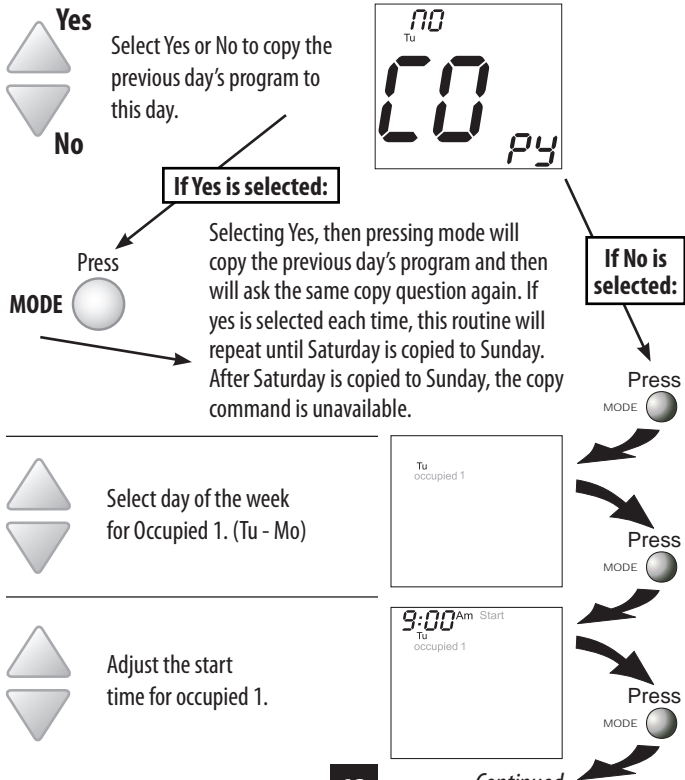 Yes
Select Yes or No to copy the
previous day's program to
this day.
No
no
Tu
CO
Py
If Yes is selected:
Press
MODE
Selecting Yes, then pressing mode will
copy the previous day's program and then
will ask the same copy question again. If
yes is selected each time, this routine will
repeat until Saturday is copied to Sunday.
After Saturday is copied to Sunday, the copy
command is unavailable.
If No is
selected:
Press
MODE
Select day of the week
for Occupied 1. (Tu - Mo)
Tu
occupied 1
Press
MODE
Adjust the start
time for occupied 1.
9:00 Am Start
Tu
occupied 1
Press
MODE
Continued